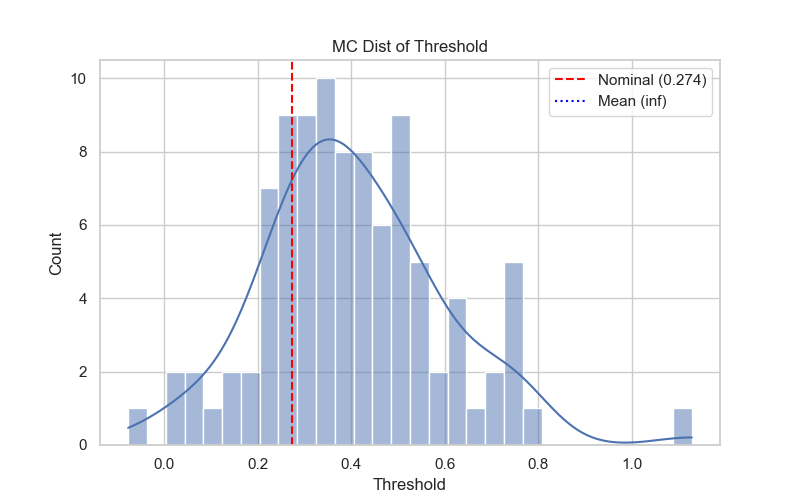 MC Dist of Threshold
Nominal (0.274)
Mean (inf)
Count
10
8
6
4
2
0
0.0 0.2 0.4 0.6 0.8 1.0
Threshold